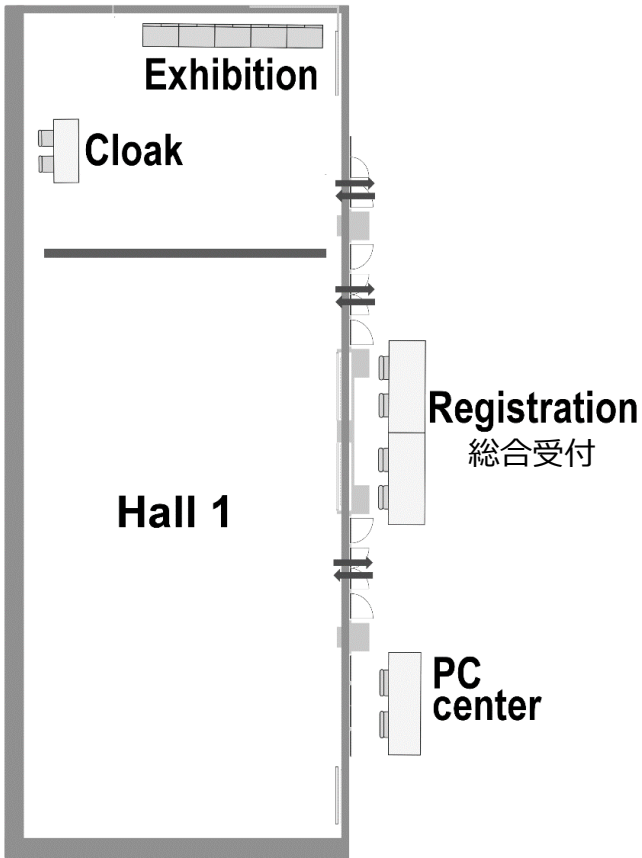 Exhibition
Cloak
Registration
総合受付
Hall 1
PC
center